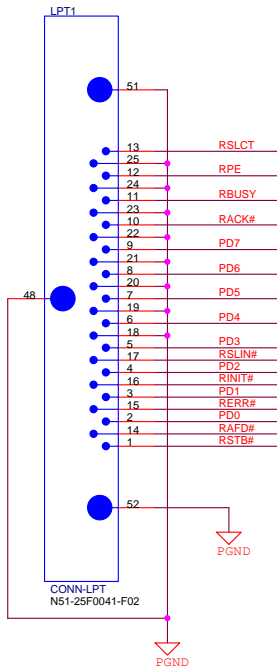 LPT1
51
13 RSLCT
25
12 RPE
24
11 RBUSY
23
10 RACK#
22
9 PD7
21
8 PD6
20
48
7 PD5
19
6 PD4
18
5 PD3
17 RSLIN#
4 PD2
16 RINIT#
3 PD1
15 RERR#
2 PD0
14 RAFD#
1 RSTB#
52
PGND
CONN-LPT
N51-25F0041-F02
PGND